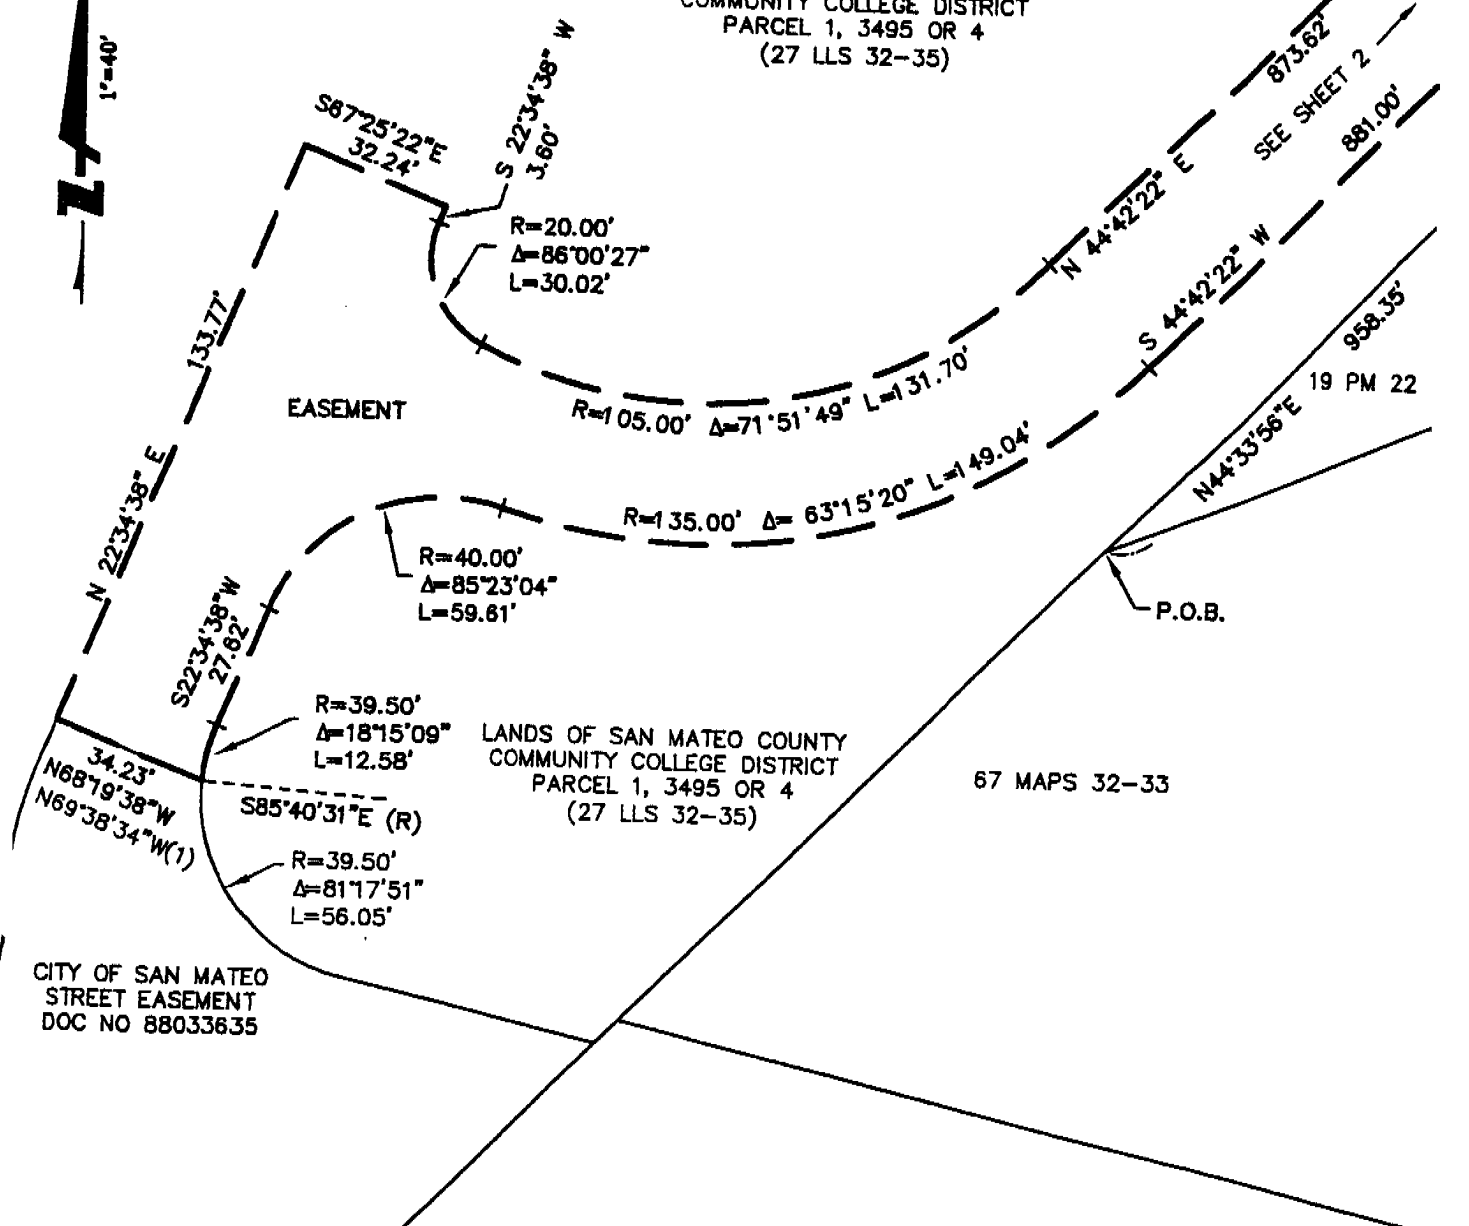 COMMUNITY COLLEGE DISTRICT
PARCEL 1, 3495 OR 4
(27 LLS 32-35)
1"=40'
Z
S67°25'22"E
32.24'
S 22°34'38" W
3.60'
R=20.00'
Δ=86°00'27"
L=30.02'
873.62'
SEE SHEET 2
881.00'
N 44°42'22" E
S 44°42'22" W
958.35'
19 PM 22
N44°33'56"E
133.77'
N 22°34'38" E
EASEMENT
R=105.00' Δ=71°51'49" L=131.70'
R=135.00' Δ= 63°15'20" L=149.04'
R=40.00'
Δ=85°23'04"
L=59.61'
P.O.B.
S22°34'38"W
27.62'
R=39.50'
Δ=18°15'09"
L=12.58'
LANDS OF SAN MATEO COUNTY
COMMUNITY COLLEGE DISTRICT
PARCEL 1, 3495 OR 4
(27 LLS 32-35)
67 MAPS 32-33
34.23'
N68°19'38"W
N69°38'34"W(1)
S85°40'31"E (R)
R=39.50'
Δ=81°17'51"
L=56.05'
CITY OF SAN MATEO
STREET EASEMENT
DOC NO 88033635